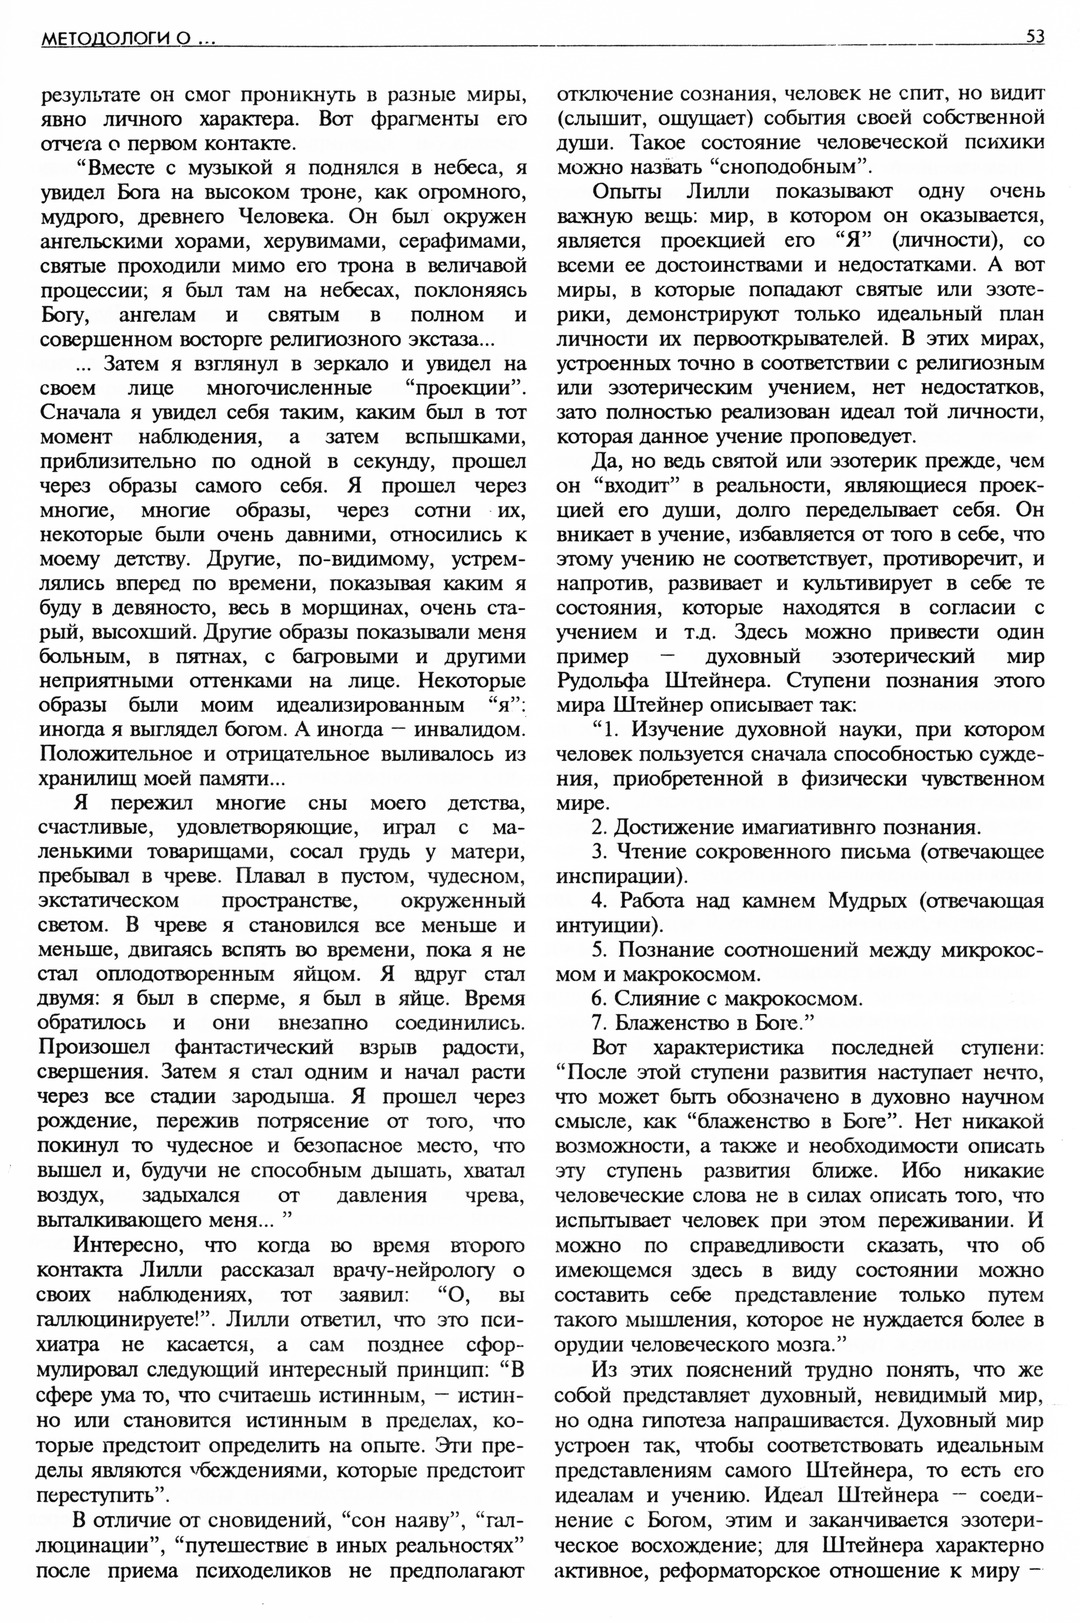 МЕТОДОЛОГИ О ...
53
результате он смог проникнуть в разные миры,
явно личного характера. Вот фрагменты его
отчета о первом контакте.
“Вместе с музыкой я поднялся в небеса, я
увидел Бога на высоком троне, как огромного,
мудрого, древнего Человека. Он был окружен
ангельскими хорами, херувимами, серафимами,
святые проходили мимо его трона в величавой
процессии; я был там на небесах, поклоняясь
Богу, ангелам и святым в полном и
совершенном восторге религиозного экстаза...
... Затем я взглянул в зеркало и увидел на
своем лице многочисленные “проекции”.
Сначала я увидел себя таким, каким был в тот
момент наблюдения, а затем вспышками,
приблизительно по одной в секунду, прошел
через образы самого себя. Я прошел через
многие, многие образы, через сотни их,
некоторые были очень давними, относились к
моему детству. Другие, по-видимому, устрем-
лялись вперед по времени, показывая каким я
буду в девяносто, весь в морщинах, очень ста-
рый, высохший. Другие образы показывали меня
больным, в пятнах, с багровыми и другими
неприятными оттенками на лице. Некоторые
образы были моим идеализированным “я”:
иногда я выглядел богом. А иногда — инвалидом.
Положительное и отрицательное выливалось из
хранилищ моей памяти...
Я пережил многие сны моего детства,
счастливые, удовлетворяющие, играл с ма-
ленькими товарищами, сосал грудь у матери,
пребывал в чреве. Плавал в пустом, чудесном,
экстатическом пространстве, окруженный
светом. В чреве я становился все меньше и
меньше, двигаясь вспять во времени, пока я не
стал оплодотворенным яйцом. Я вдруг стал
двумя: я был в сперме, я был в яйце. Время
обратилось и они внезапно соединились.
Произошел фантастический взрыв радости,
свершения. Затем я стал одним и начал расти
через все стадии зародыша. Я прошел через
рождение, пережив потрясение от того, что
покинул то чудесное и безопасное место, что
вышел и, будучи не способным дышать, хватал
воздух, задыхался от давления чрева,
выталкивающего меня... ”
Интересно, что когда во время второго
контакта Лилли рассказал врачу-нейрологу о
своих наблюдениях, тот заявил: “О, вы
галлюцинируете!”. Лилли ответил, что это пси-
хиатра не касается, а сам позднее сфор-
мулировал следующий интересный принцип: “В
сфере ума то, что считаешь истинным, — истин-
но или становится истинным в пределах, ко-
торые предстоит определить на опыте. Эти пре-
делы являются убеждениями, которые предстоит
переступить”.
В отличие от сновидений, “сон наяву”, “гал-
люцинации”, “путешествие в иных реальностях”
после приема психоделиков не предполагают
отключение сознания, человек не спит, но видит
(слышит, ощущает) события своей собственной
души. Такое состояние человеческой психики
можно назвать “сноподобным”.
Опыты Лилли показывают одну очень
важную вещь: мир, в котором он оказывается,
является проекцией его “Я” (личности), со
всеми ее достоинствами и недостатками. А вот
миры, в которые попадают святые или эзоте-
рики, демонстрируют только идеальный план
личности их первооткрывателей. В этих мирах,
устроенных точно в соответствии с религиозным
или эзотерическим учением, нет недостатков,
зато полностью реализован идеал той личности,
которая данное учение проповедует.
Да, но ведь святой или эзотерик прежде, чем
он “входит” в реальности, являющиеся проек-
цией его души, долго переделывает себя. Он
вникает в учение, избавляется от того в себе, что
этому учению не соответствует, противоречит, и
напротив, развивает и культивирует в себе те
состояния, которые находятся в согласии с
учением и т.д. Здесь можно привести один
пример — духовный эзотерический мир
Рудольфа Штейнера. Ступени познания этого
мира Штейнер описывает так:
“1. Изучение духовной науки, при котором
человек пользуется сначала способностью сужде-
ния, приобретенной в физически чувственном
мире.
2. Достижение имагиативнго познания.
3. Чтение сокровенного письма (отвечающее
инспирации).
4. Работа над камнем Мудрых (отвечающая
интуиции).
5. Познание соотношений между микрокос-
мом и макрокосмом.
6. Слияние с макрокосмом.
7. Блаженство в Боге.”
Вот характеристика последней ступени:
“После этой ступени развития наступает нечто,
что может быть обозначено в духовно научном
смысле, как “блаженство в Боге”. Нет никакой
возможности, а также и необходимости описать
эту ступень развития ближе. Ибо никакие
человеческие слова не в силах описать того, что
испытывает человек при этом переживании. И
можно по справедливости сказать, что об
имеющемся здесь в виду состоянии можно
составить себе представление только путем
такого мышления, которое не нуждается более в
орудии человеческого мозга.”
Из этих пояснений трудно понять, что же
собой представляет духовный, невидимый мир,
но одна гипотеза напрашивается. Духовный мир
устроен так, чтобы соответствовать идеальным
представлениям самого Штейнера, то есть его
идеалам и учению. Идеал Штейнера — соеди-
нение с Богом, этим и заканчивается эзотери-
ческое восхождение; для Штейнера характерно
активное, реформаторское отношение к миру —